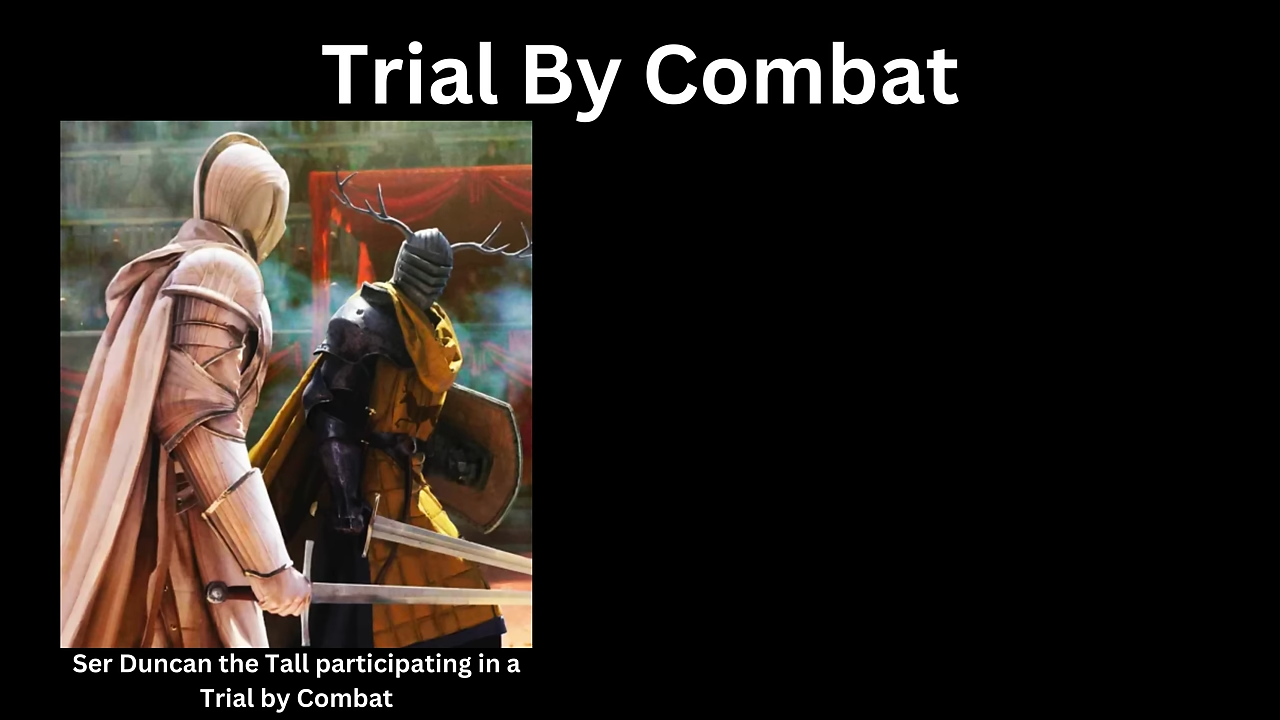 Trial By Combat
Ser Duncan the Tall participating in a
Trial by Combat